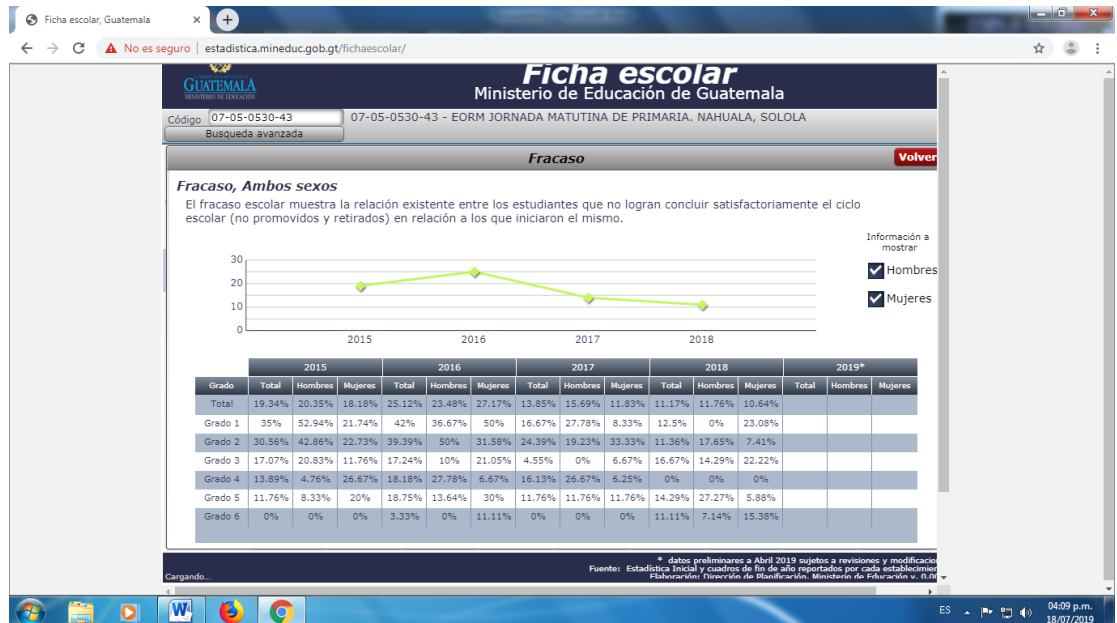 Ficha escolar, Guatemala
No es seguro | estadistica.mineduc.gob.gt/fichaescolar/
GUATEMALA
MINISTERIO DE EDUCACIÓN
Ficha escolar
Ministerio de Educación de Guatemala
Código 07-05-0530-43 07-05-0530-43 - EORM JORNADA MATUTINA DE PRIMARIA. NAHUALA, SOLOLA
Busqueda avanzada
Fracaso Volver
Fracaso, Ambos sexos
El fracaso escolar muestra la relación existente entre los estudiantes que no logran concluir satisfactoriamente el ciclo
escolar (no promovidos y retirados) en relación a los que iniciaron el mismo.
Información a
mostrar
Hombres
Mujeres
30
20
10
0
2015 2016 2017 2018
2015 2016 2017 2018 2019*
Grado Total Hombres Mujeres Total Hombres Mujeres Total Hombres Mujeres Total Hombres Mujeres Total Hombres Mujeres
Total 19.34% 20.35% 18.18% 25.12% 23.48% 27.17% 13.85% 15.69% 11.83% 11.17% 11.76% 10.64%
Grado 1 35% 52.94% 21.74% 42% 36.67% 50% 16.67% 27.78% 8.33% 12.5% 0% 23.08%
Grado 2 30.56% 42.86% 22.73% 39.39% 50% 31.58% 24.39% 19.23% 33.33% 11.36% 17.65% 7.41%
Grado 3 17.07% 20.83% 11.76% 17.24% 10% 21.05% 4.55% 0% 6.67% 16.67% 14.29% 22.22%
Grado 4 13.89% 4.76% 26.67% 18.18% 27.78% 6.67% 16.13% 26.67% 6.25% 0% 0% 0%
Grado 5 11.76% 8.33% 20% 18.75% 13.64% 30% 11.76% 11.76% 11.76% 14.29% 27.27% 5.88%
Grado 6 0% 0% 0% 3.33% 0% 11.11% 0% 0% 0% 11.11% 7.14% 15.38%
* datos preliminares a Abril 2019 sujetos a revisiones y modificacio
Fuente: Estadística Inicial y cuadros de fin de año reportados por cada establecimier
Elaboración: Dirección de Planificación, Ministerio de Educación v. 0.00
Cargando...
ES 04:09 p.m.
18/07/2019